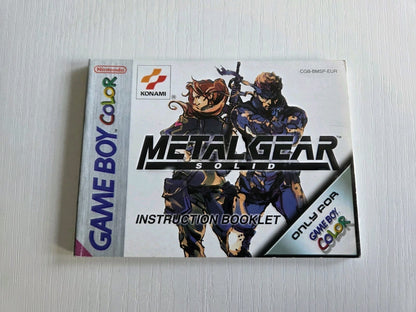 Nintendo
GAME BOY COLOR
KONAMI
®
CGB-BMSP-EUR
METAL GEAR
SOLID
INSTRUCTION BOOKLET
ONLY FOR
GAME BOY
COLOR